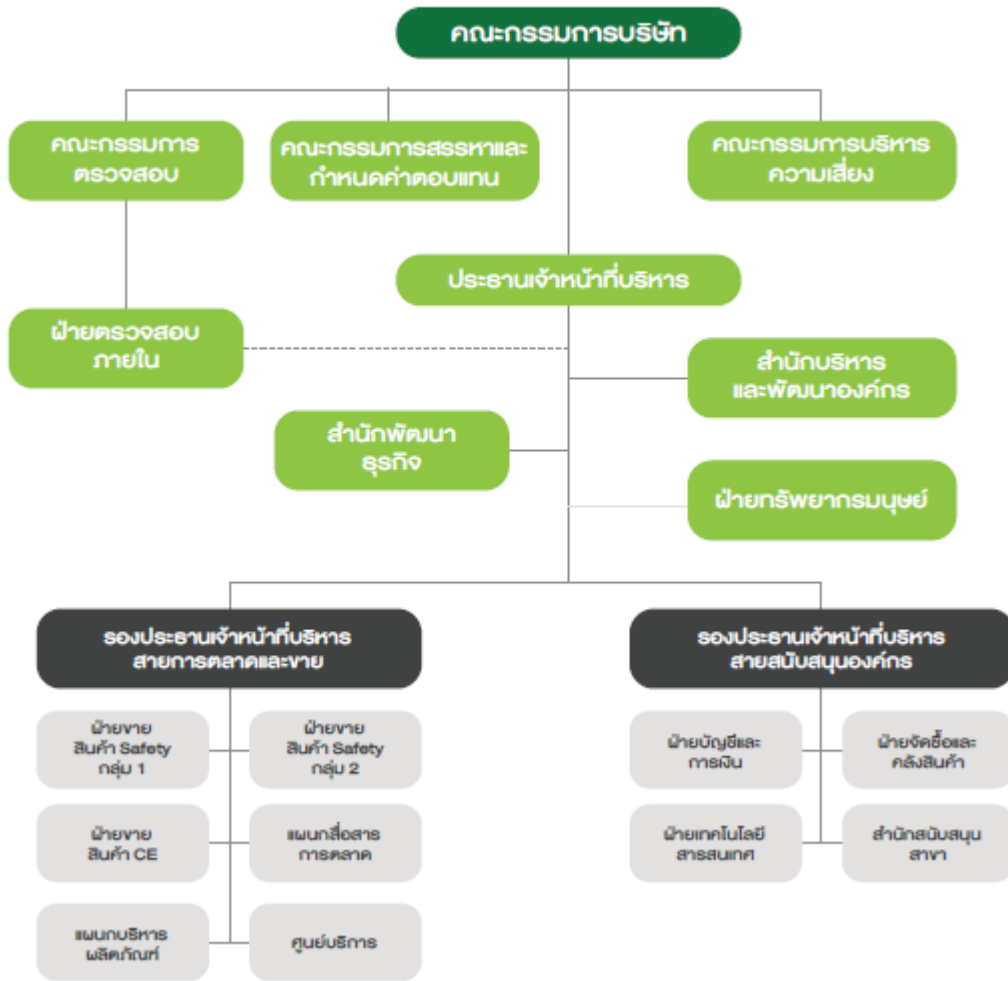 คณะกรรมการบริษัท
คณะกรรมการ
ตรวจสอบ
คณะกรรมการสรรหาและ
กำหนดค่าตอบแทน
คณะกรรมการบริหาร
ความเสี่ยง
ประธานเจ้าหน้าที่บริหาร
ฝ่ายตรวจสอบ
ภายใน
สำนักบริหาร
และพัฒนาองค์กร
สำนักพัฒนา
ธุรกิจ
ฝ่ายทรัพยากรมนุษย์
รองประธานเจ้าหน้าที่บริหาร
สายการตลาดและขาย
รองประธานเจ้าหน้าที่บริหาร
สายสนับสนุนองค์กร
ฝ่ายขาย
สินค้า Safety
กลุ่ม 1
ฝ่ายขาย
สินค้า Safety
กลุ่ม 2
ฝ่ายบัญชีและ
การเงิน
ฝ่ายจัดซื้อและ
คลังสินค้า
ฝ่ายขาย
สินค้า CE
แผนกสื่อสาร
การตลาด
ฝ่ายเทคโนโลยี
สารสนเทศ
สำนักสนับสนุน
สาขา
แผนกบริหาร
ผลิตภัณฑ์
ศูนย์บริการ